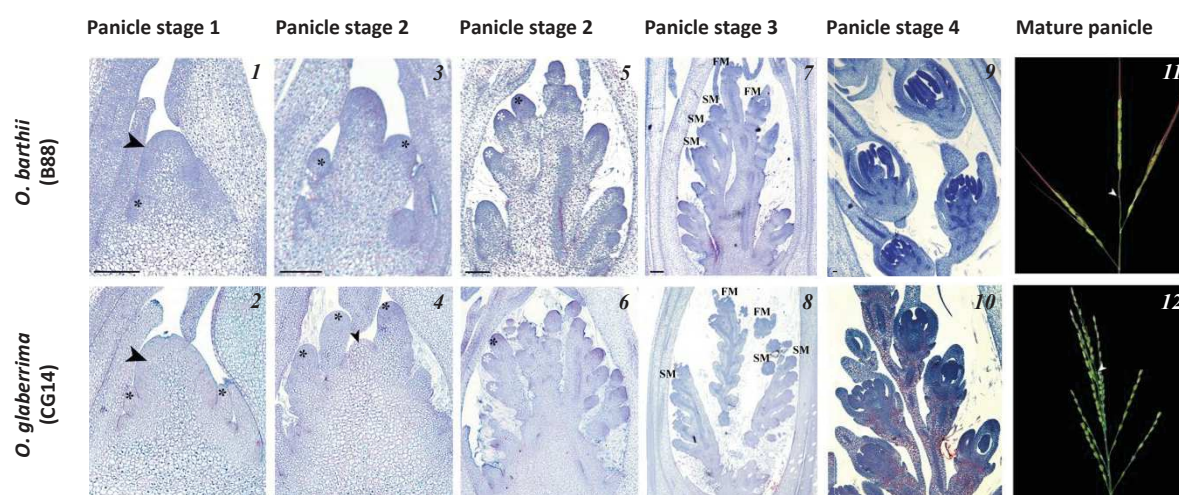 Panicle stage 1 Panicle stage 2 Panicle stage 2 Panicle stage 3 Panicle stage 4 Mature panicle
O. barthii
(B88)
1
*
3
*
*
5
*
*
*
*
7
FM
FM
SM
SM
SM
9
11
O. glaberrima
(CG14)
2
*
*
*
4
*
*
*
6
*
*
*
8
FM
FM
SM
SM
SM
10
12